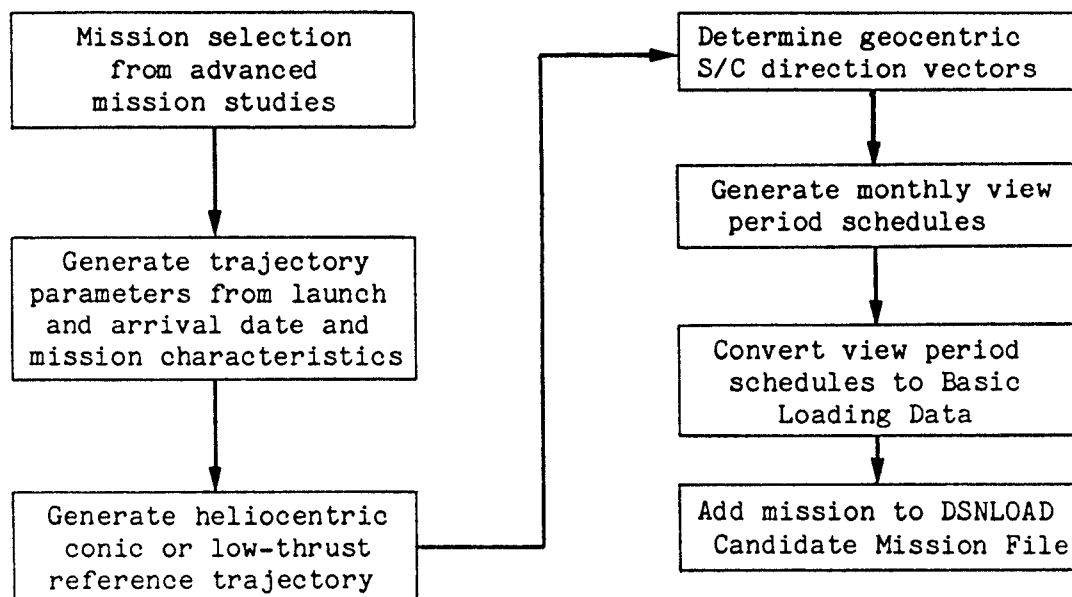 Mission selection
from advanced
mission studies
Generate trajectory
parameters from launch
and arrival date and
mission characteristics
Generate heliocentric
conic or low-thrust
reference trajectory
Determine geocentric
S/C direction vectors
Generate monthly view
period schedules
Convert view period
schedules to Basic
Loading Data
Add mission to DSNLOAD
Candidate Mission File